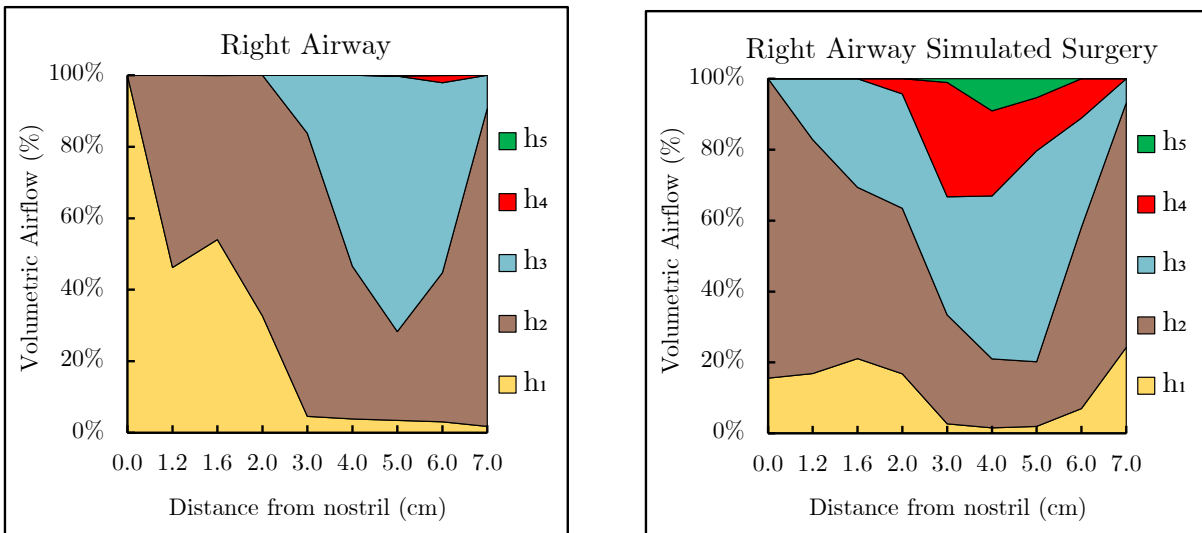 Right Airway
Volumetric Airflow (%)
100%
80%
60%
40%
20%
0%
0.0 1.2 1.6 2.0 3.0 4.0 5.0 6.0 7.0
Distance from nostril (cm)
h5
h4
h3
h2
h1
Right Airway Simulated Surgery
Volumetric Airflow (%)
100%
80%
60%
40%
20%
0%
0.0 1.2 1.6 2.0 3.0 4.0 5.0 6.0 7.0
Distance from nostril (cm)
h5
h4
h3
h2
h1